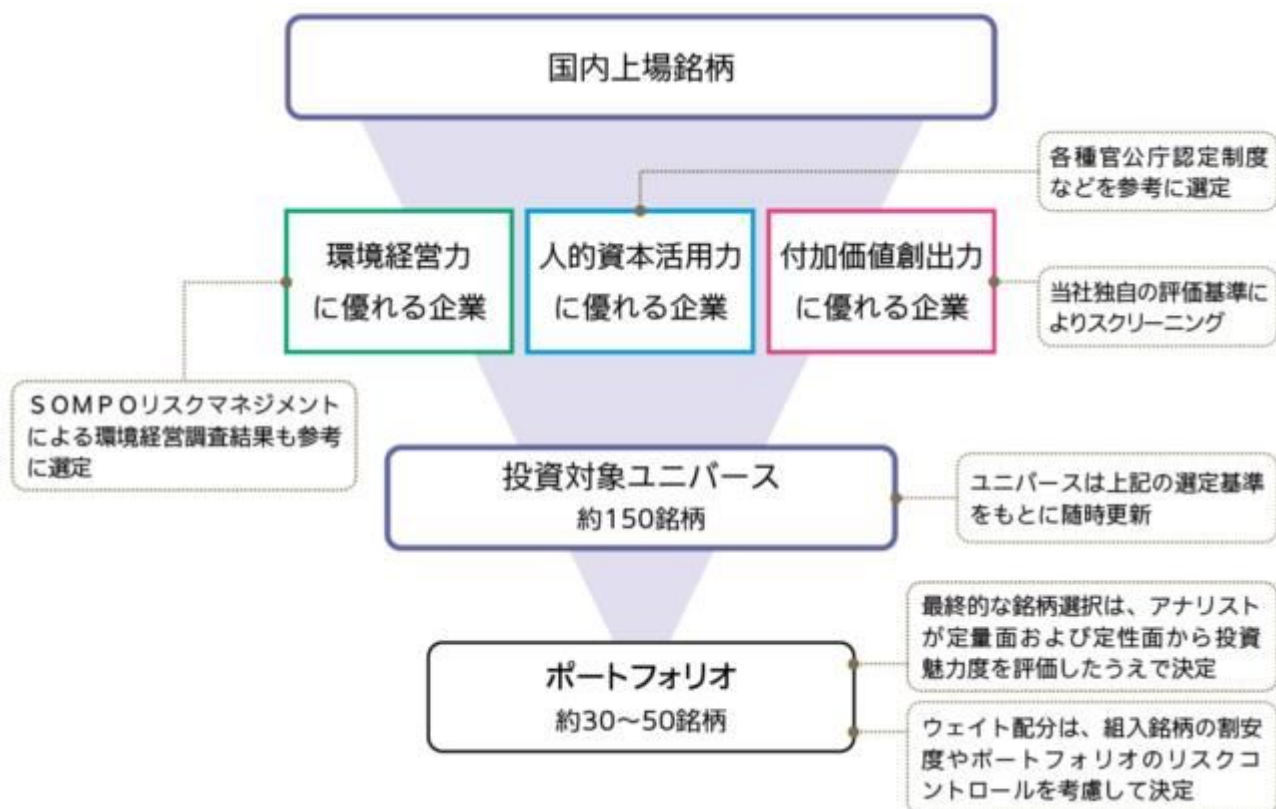 国内上場銘柄
各種官公庁認定制度
などを参考に選定
環境経営力
に優れる企業
人的資本活用力
に優れる企業
付加価値創出力
に優れる企業
当社独自の評価基準に
よりスクリーニング
ＳＯＭＰＯリスクマネジメント
による環境経営調査結果も参考
に選定
投資対象ユニバース
約150銘柄
ユニバースは上記の選定基準
をもとに随時更新
最終的な銘柄選択は、アナリスト
が定量面および定性面から投資
魅力度を評価したうえで決定
ポートフォリオ
約30～50銘柄
ウェイト配分は、組入銘柄の割安
度やポートフォリオのリスクコ
ントロールを考慮して決定